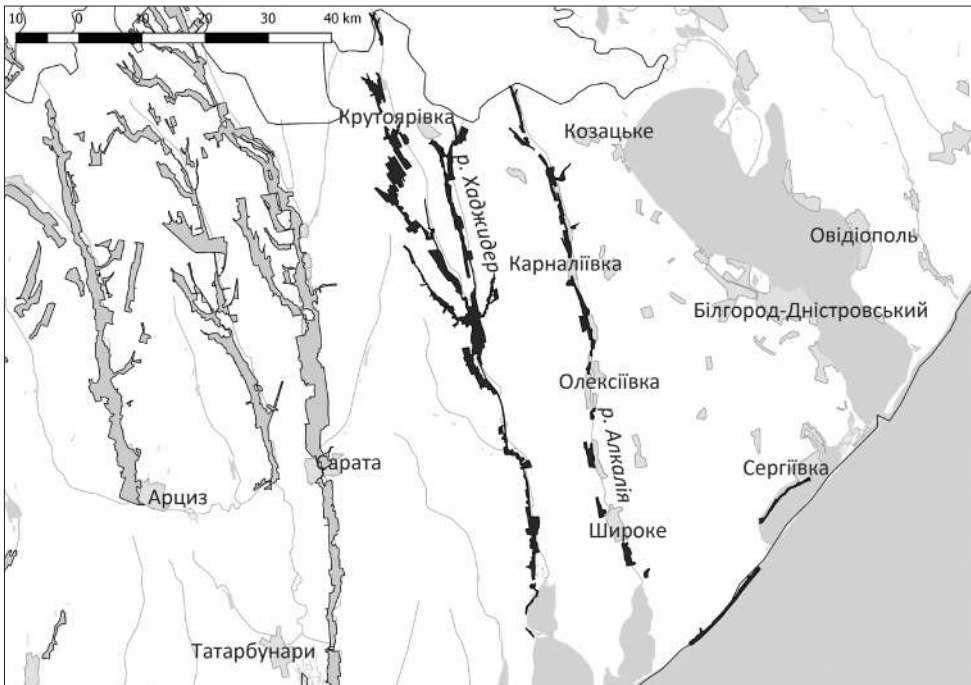 10 0 10 20 30 40 km
Крутоярівка
Козацьке
р. Хаджидер
Овідіополь
Карналіївка
Білгород-Дністровський
Олексіївка
р. Алкалія
Сарата
Сергіївка
Арциз
Широке
Татарбунари